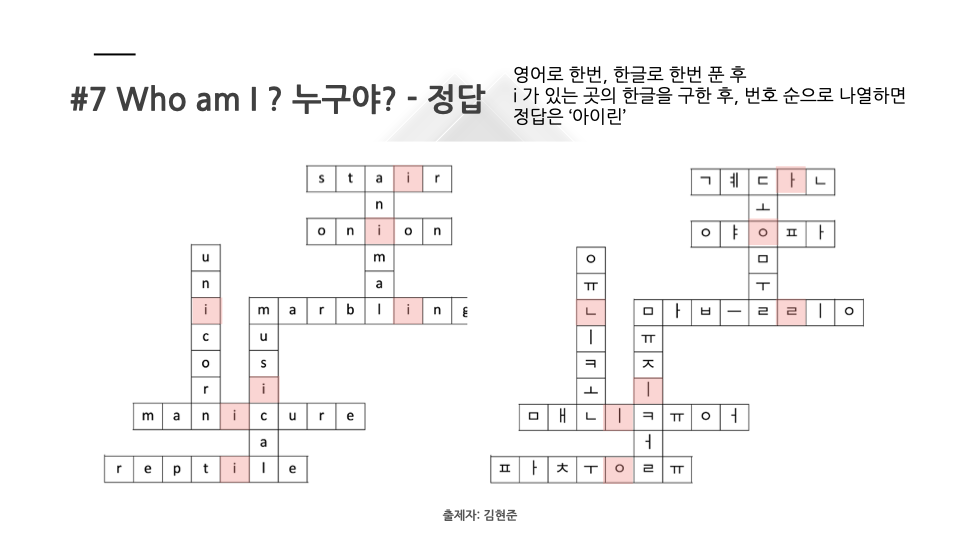 #7 Who am I ? 누구야? - 정답
영어로 한번, 한글로 한번 푼 후
i 가 있는 곳의 한글을 구한 후, 번호 순으로 나열하면
정답은 ‘아이린’
s t a i r
n
o n i o n
u m
n a
i m a r b l i n g
c u
o s
r i
m a n i c u r e
a
r e p t i l e
ㄱ ㅖ ㄷ ㅏ ㄴ
ㅗ
ㅇ ㅑ ㅇ ㅍ ㅏ
ㅇ ㅁ
ㅠ ㅜ
ㄴ ㅁ ㅏ ㅂ ㅡ ㄹ ㄹ ㅣ ㅇ
ㅣ ㅠ
ㅋ ㅈ
ㅗ ㅣ
ㅁ ㅐ ㄴ ㅣ ㅋ ㅠ ㅇ ㅓ
ㅓ
ㅍ ㅏ ㅊ ㅜ ㅇ ㄹ ㅠ
출제자: 김현준